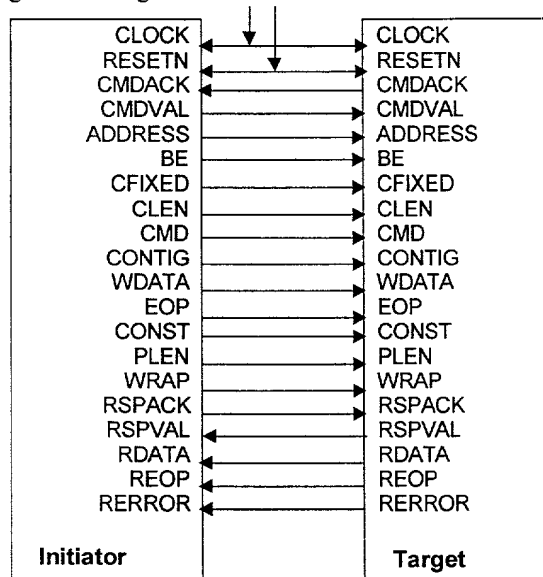 CLOCK CLOCK
RESETN RESETN
CMDACK CMDACK
CMDVAL CMDVAL
ADDRESS ADDRESS
BE BE
CFIXED CFIXED
CLEN CLEN
CMD CMD
CONTIG CONTIG
WDATA WDATA
EOP EOP
CONST CONST
PLEN PLEN
WRAP WRAP
RSPACK RSPACK
RSPVAL RSPVAL
RDATA RDATA
REOP REOP
RERROR RERROR
Initiator Target